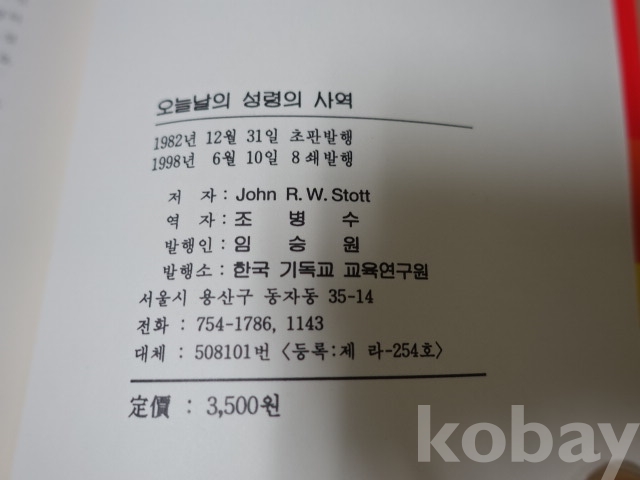 오늘날의 성령의 사역
1982년 12월 31일 초판발행
1998년 6월 10일 8쇄발행
저 자 : John R.W.Stott
역 자 : 조 병 수
발행인 : 임 승 원
발행소 : 한국 기독교 교육연구원
서울시 용산구 동자동 35-14
전화 : 754-1786, 1143
대체 : 508101번 〈등록:제 라-254호〉
定價 : 3,500원
kobay